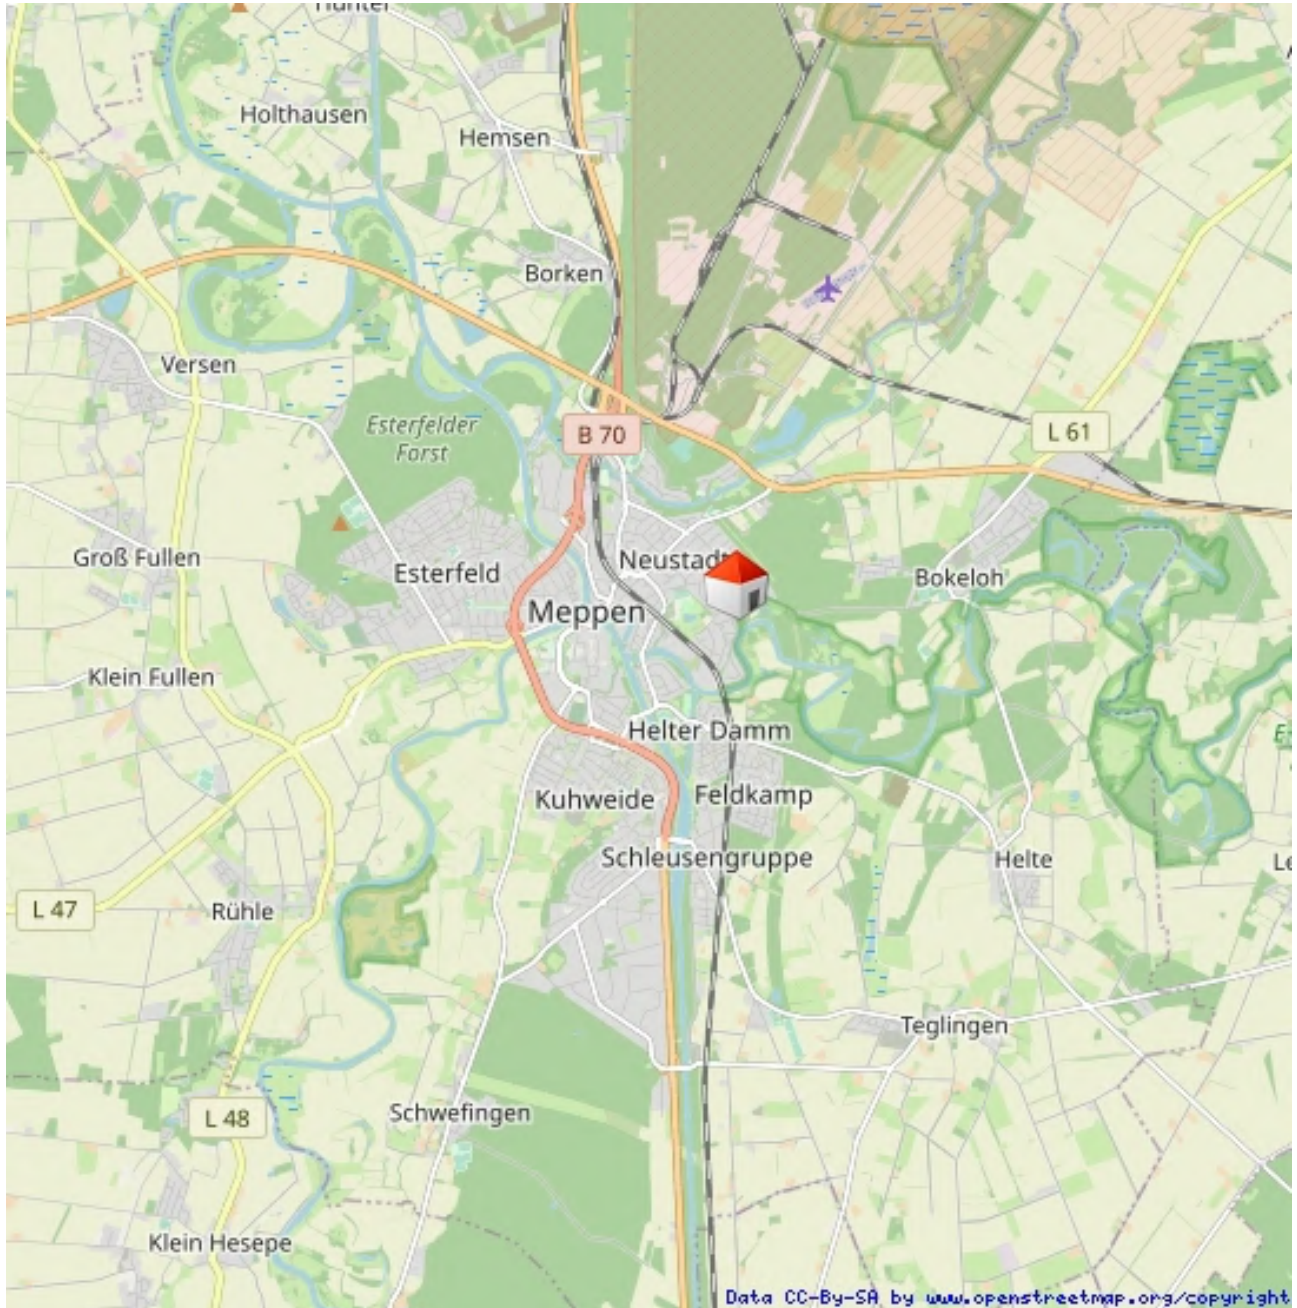 Hünter
Holthausen
Hemsen
Borken
Versen
Esterfelder
Forst
B 70
L 61
Groß Fullen
Esterfeld
Neustadt
Bokeloh
Meppen
Klein Fullen
Helter Damm
Kuhweide
Feldkamp
Schleusengruppe
Helte
L 47
Rühle
Teglingen
Schwefingen
L 48
Klein Hesepe
Data CC-By-SA by www.openstreetmap.org/copyright